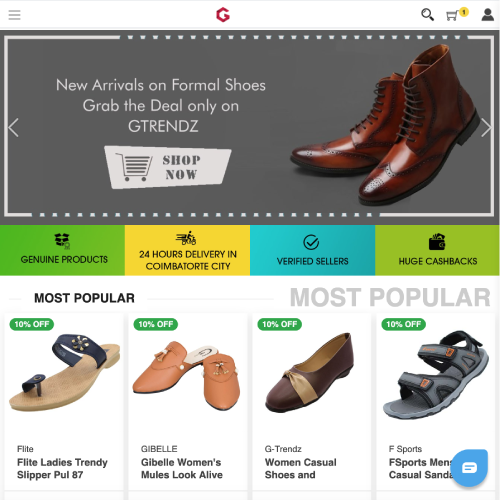 G
1
New Arrivals on Formal Shoes
Grab the Deal only on
GTRENDZ
SHOP
NOW
GENUINE PRODUCTS
24 HOURS DELIVERY IN
COIMBATORTE CITY
VERIFIED SELLERS
HUGE CASHBACKS
MOST POPULAR
MOST POPULAR
10% OFF
10% OFF
10% OFF
10% OFF
Flite
Flite Ladies Trendy
Slipper Pul 87
GIBELLE
Gibelle Women's
Mules Look Alive
G-Trendz
Women Casual
Shoes and
F Sports
FSports Mens
Casual Sanda